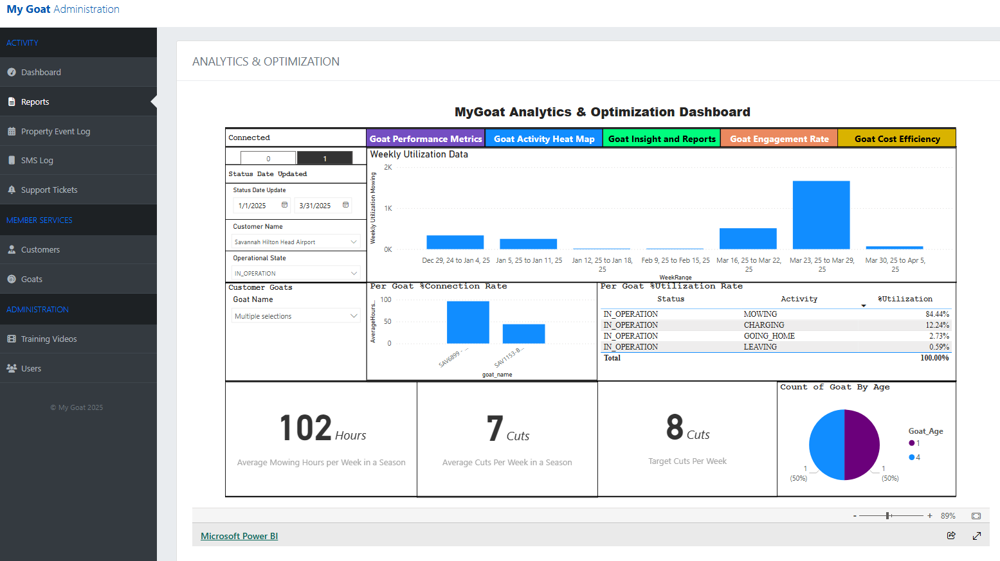 My Goat Administration
ACTIVITY
Dashboard
Reports
Property Event Log
SMS Log
Support Tickets
MEMBER SERVICES
Customers
Goats
ADMINISTRATION
Training Videos
Users
© My Goat 2025
ANALYTICS & OPTIMIZATION
MyGoat Analytics & Optimization Dashboard
Connected
0 1
Status Date Updated
Status Date Update
1/1/2025 3/31/2025
Customer Name
Savannah Hilton Head Airport
Operational State
IN_OPERATION
Customer Goats
Goat Name
Multiple selections
Goat Performance Metrics Goat Activity Heat Map Goat Insight and Reports Goat Engagement Rate Goat Cost Efficiency
Weekly Utilization Data
Weekly Utilization Mowing
2K
1K
0K
Dec 29, 24 to Jan 4, 25 Jan 5, 25 to Jan 11, 25 Jan 12, 25 to Jan 18, 25 Feb 9, 25 to Feb 15, 25 Mar 16, 25 to Mar 22, 25 Mar 23, 25 to Mar 29, 25 Mar 30, 25 to Apr 5, 25
WeekRange
Per Goat %Connection Rate
AverageHours...
100
50
0
SAV6899 - ... SAV1153-B...
goat_name
Per Goat %Utilization Rate
Status Activity %Utilization
IN_OPERATION MOWING 84.44%
IN_OPERATION CHARGING 12.24%
IN_OPERATION GOING_HOME 2.73%
IN_OPERATION LEAVING 0.59%
Total 100.00%
102 Hours
Average Mowing Hours per Week in a Season
7 Cuts
Average Cuts Per Week in a Season
8 Cuts
Target Cuts Per Week
Count of Goat By Age
1
(50%)
1
(50%)
Goat_Age
1
4
- + 89%
Microsoft Power BI